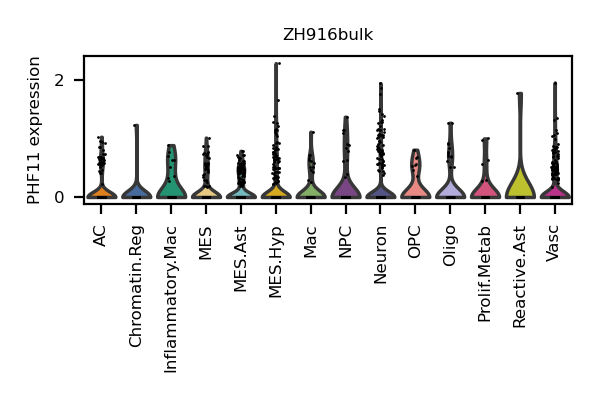 ZH916bulk
PHF11 expression
2
0
AC
Chromatin.Reg
Inflammatory.Mac
MES
MES.Ast
MES.Hyp
Mac
NPC
Neuron
OPC
Oligo
Prolif.Metab
Reactive.Ast
Vasc